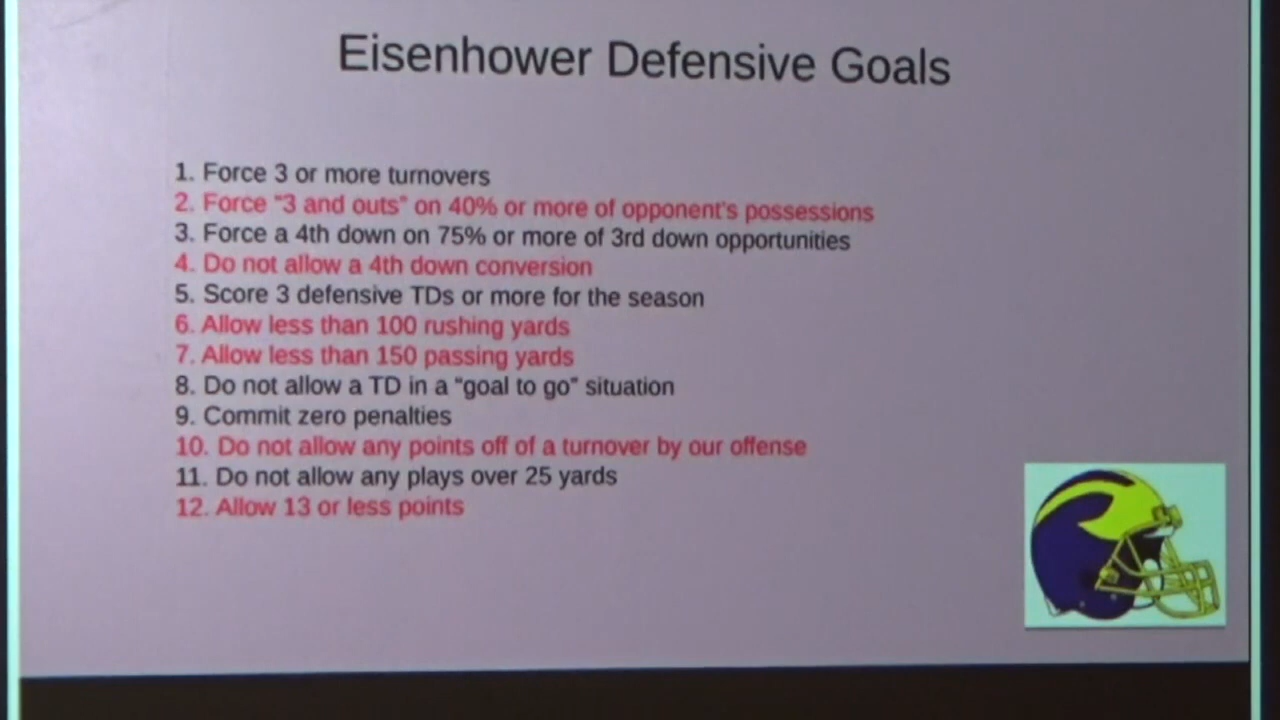 Eisenhower Defensive Goals
1. Force 3 or more turnovers
2. Force "3 and outs" on 40% or more of opponent's possessions
3. Force a 4th down on 75% or more of 3rd down opportunities
4. Do not allow a 4th down conversion
5. Score 3 defensive TDs or more for the season
6. Allow less than 100 rushing yards
7. Allow less than 150 passing yards
8. Do not allow a TD in a "goal to go" situation
9. Commit zero penalties
10. Do not allow any points off of a turnover by our offense
11. Do not allow any plays over 25 yards
12. Allow 13 or less points